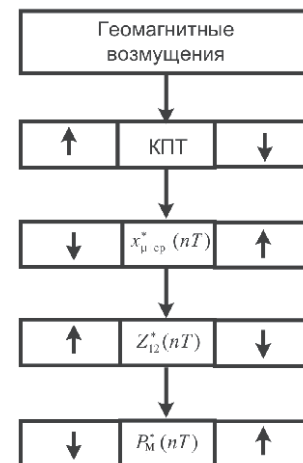 Геомагнитные
возмущения
↑ КПТ ↓
↓ x*μ ср (nT) ↑
↑ Z*12 (nT) ↓
↓ P*М (nT) ↑